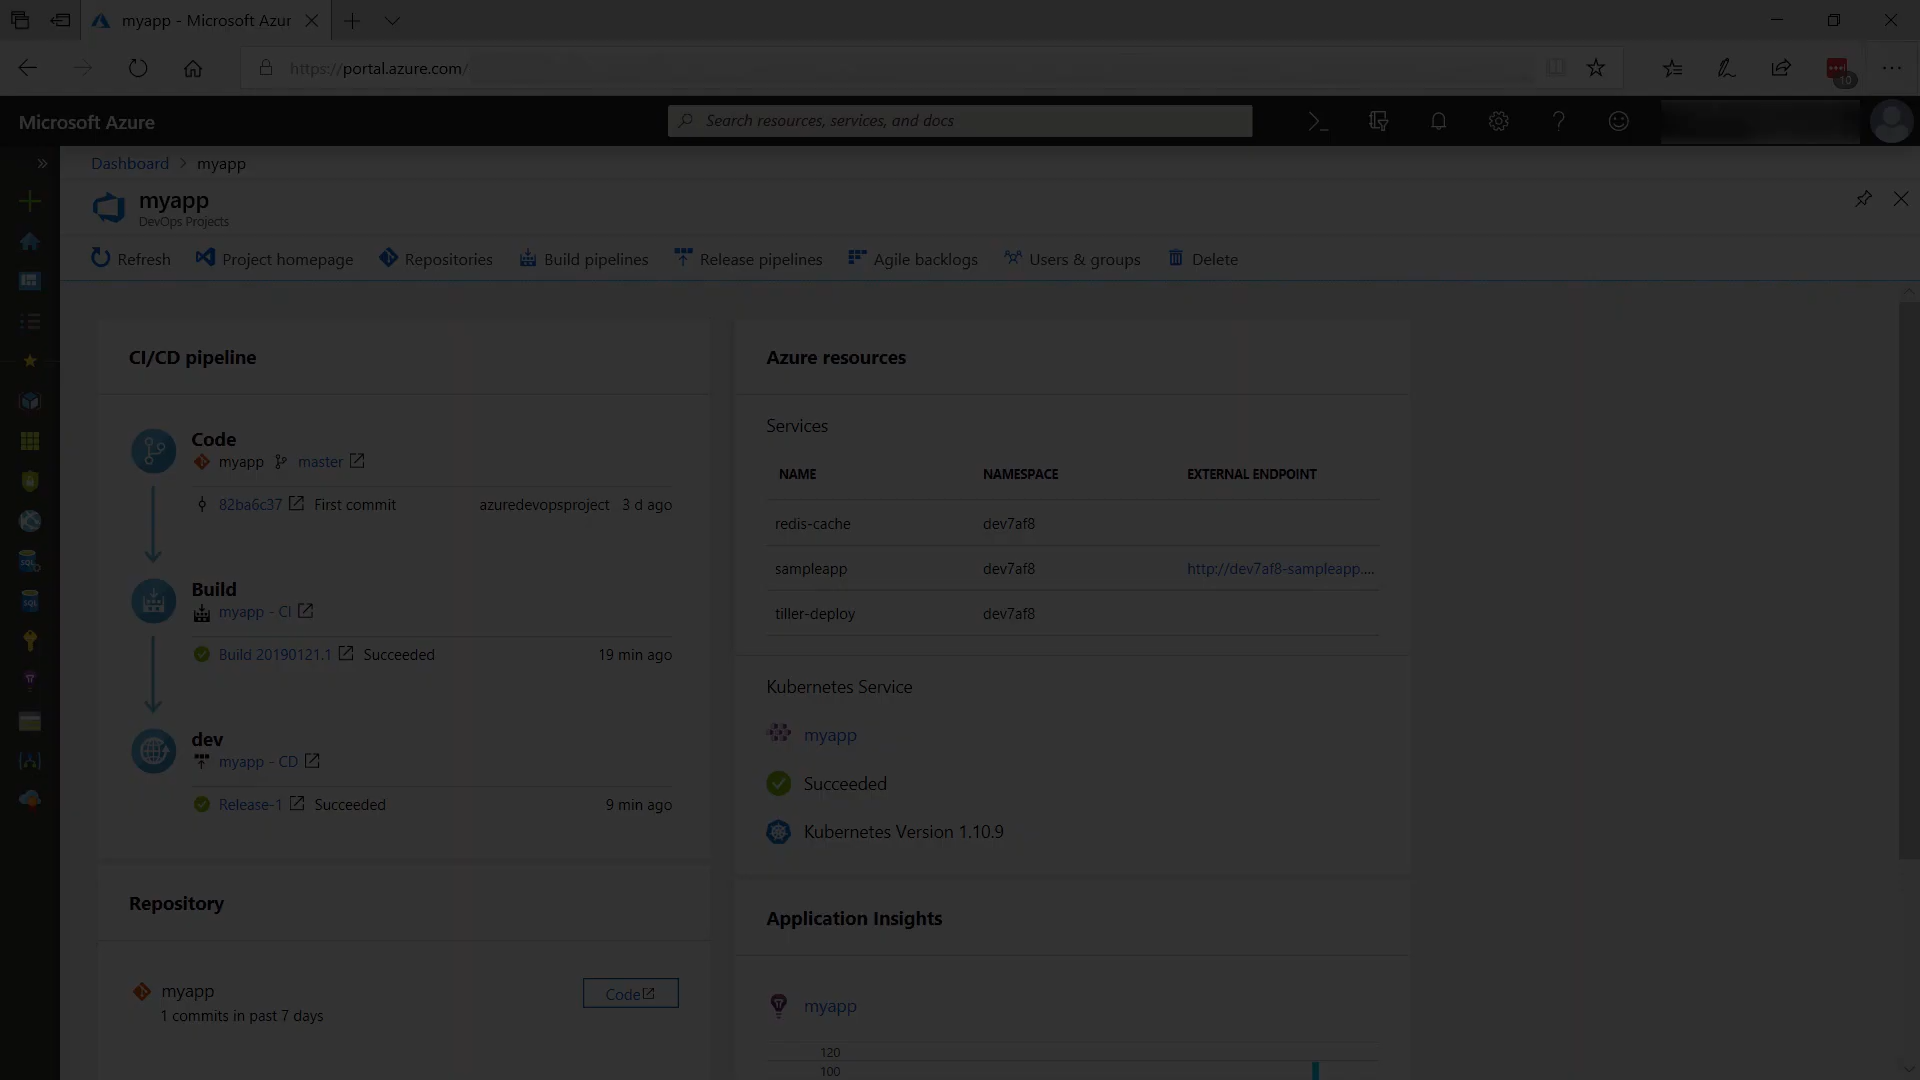 myapp - Microsoft Azur
https://portal.azure.com/
10
Microsoft Azure
Search resources, services, and docs
Dashboard > myapp
myapp
DevOps Projects
Refresh
Project homepage
Repositories
Build pipelines
Release pipelines
Agile backlogs
Users & groups
Delete
CI/CD pipeline
Code
myapp master
82ba6c37 First commit azuredevopsproject 3 d ago
Build
myapp - CI
Build 20190121.1 Succeeded 19 min ago
dev
myapp - CD
Release-1 Succeeded 9 min ago
Repository
myapp
1 commits in past 7 days
Code
Azure resources
Services
NAME NAMESPACE EXTERNAL ENDPOINT
redis-cache dev7af8
sampleapp dev7af8 http://dev7af8-sampleapp....
tiller-deploy dev7af8
Kubernetes Service
myapp
Succeeded
Kubernetes Version 1.10.9
Application Insights
myapp
120
100